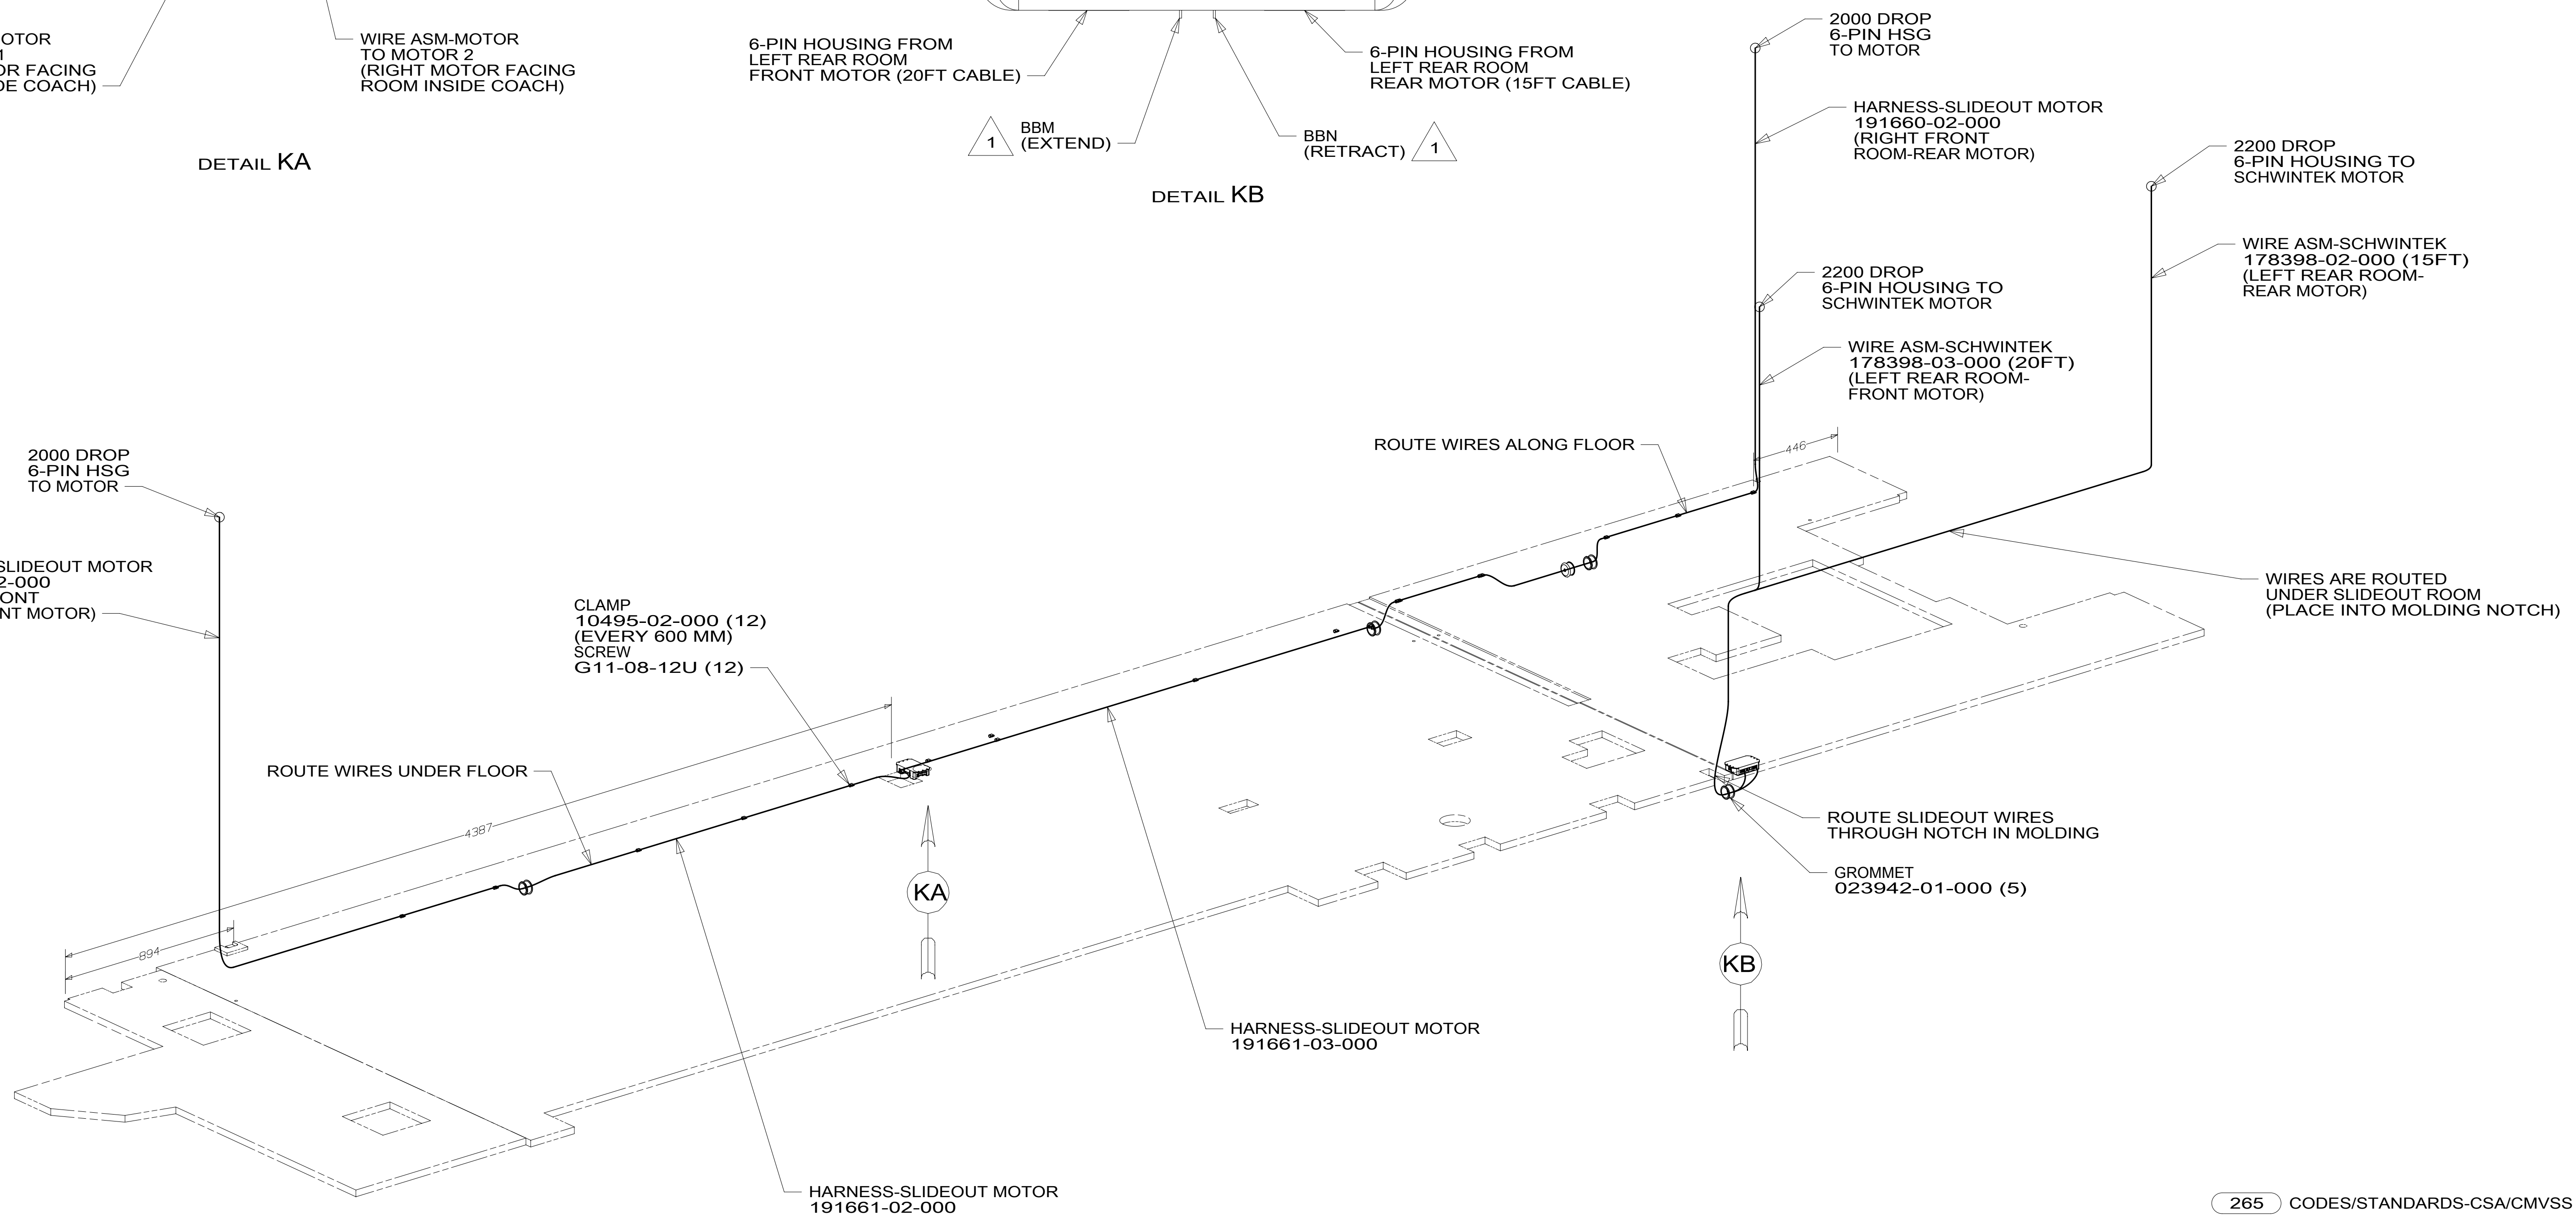 WIRE ASM-MOTOR
TO MOTOR 2
(RIGHT MOTOR FACING
ROOM INSIDE COACH)
DETAIL KA
6-PIN HOUSING FROM
LEFT REAR ROOM
FRONT MOTOR (20FT CABLE)
6-PIN HOUSING FROM
LEFT REAR ROOM
REAR MOTOR (15FT CABLE)
1
BBM
(EXTEND)
BBN
(RETRACT)
1
DETAIL KB
2000 DROP
6-PIN HSG
TO MOTOR
HARNESS-SLIDEOUT MOTOR
191660-02-000
(RIGHT FRONT
ROOM-REAR MOTOR)
2200 DROP
6-PIN HOUSING TO
SCHWINTEK MOTOR
WIRE ASM-SCHWINTEK
178398-02-000 (15FT)
(LEFT REAR ROOM-
REAR MOTOR)
2200 DROP
6-PIN HOUSING TO
SCHWINTEK MOTOR
WIRE ASM-SCHWINTEK
178398-03-000 (20FT)
(LEFT REAR ROOM-
FRONT MOTOR)
ROUTE WIRES ALONG FLOOR
446
2000 DROP
6-PIN HSG
TO MOTOR
SLIDEOUT MOTOR
2-000
ONT
NT MOTOR)
CLAMP
10495-02-000 (12)
(EVERY 600 MM)
SCREW
G11-08-12U (12)
WIRES ARE ROUTED
UNDER SLIDEOUT ROOM
(PLACE INTO MOLDING NOTCH)
ROUTE WIRES UNDER FLOOR
4387
894
KA
ROUTE SLIDEOUT WIRES
THROUGH NOTCH IN MOLDING
GROMMET
023942-01-000 (5)
KB
HARNESS-SLIDEOUT MOTOR
191661-03-000
HARNESS-SLIDEOUT MOTOR
191661-02-000
265 CODES/STANDARDS-CSA/CMVSS